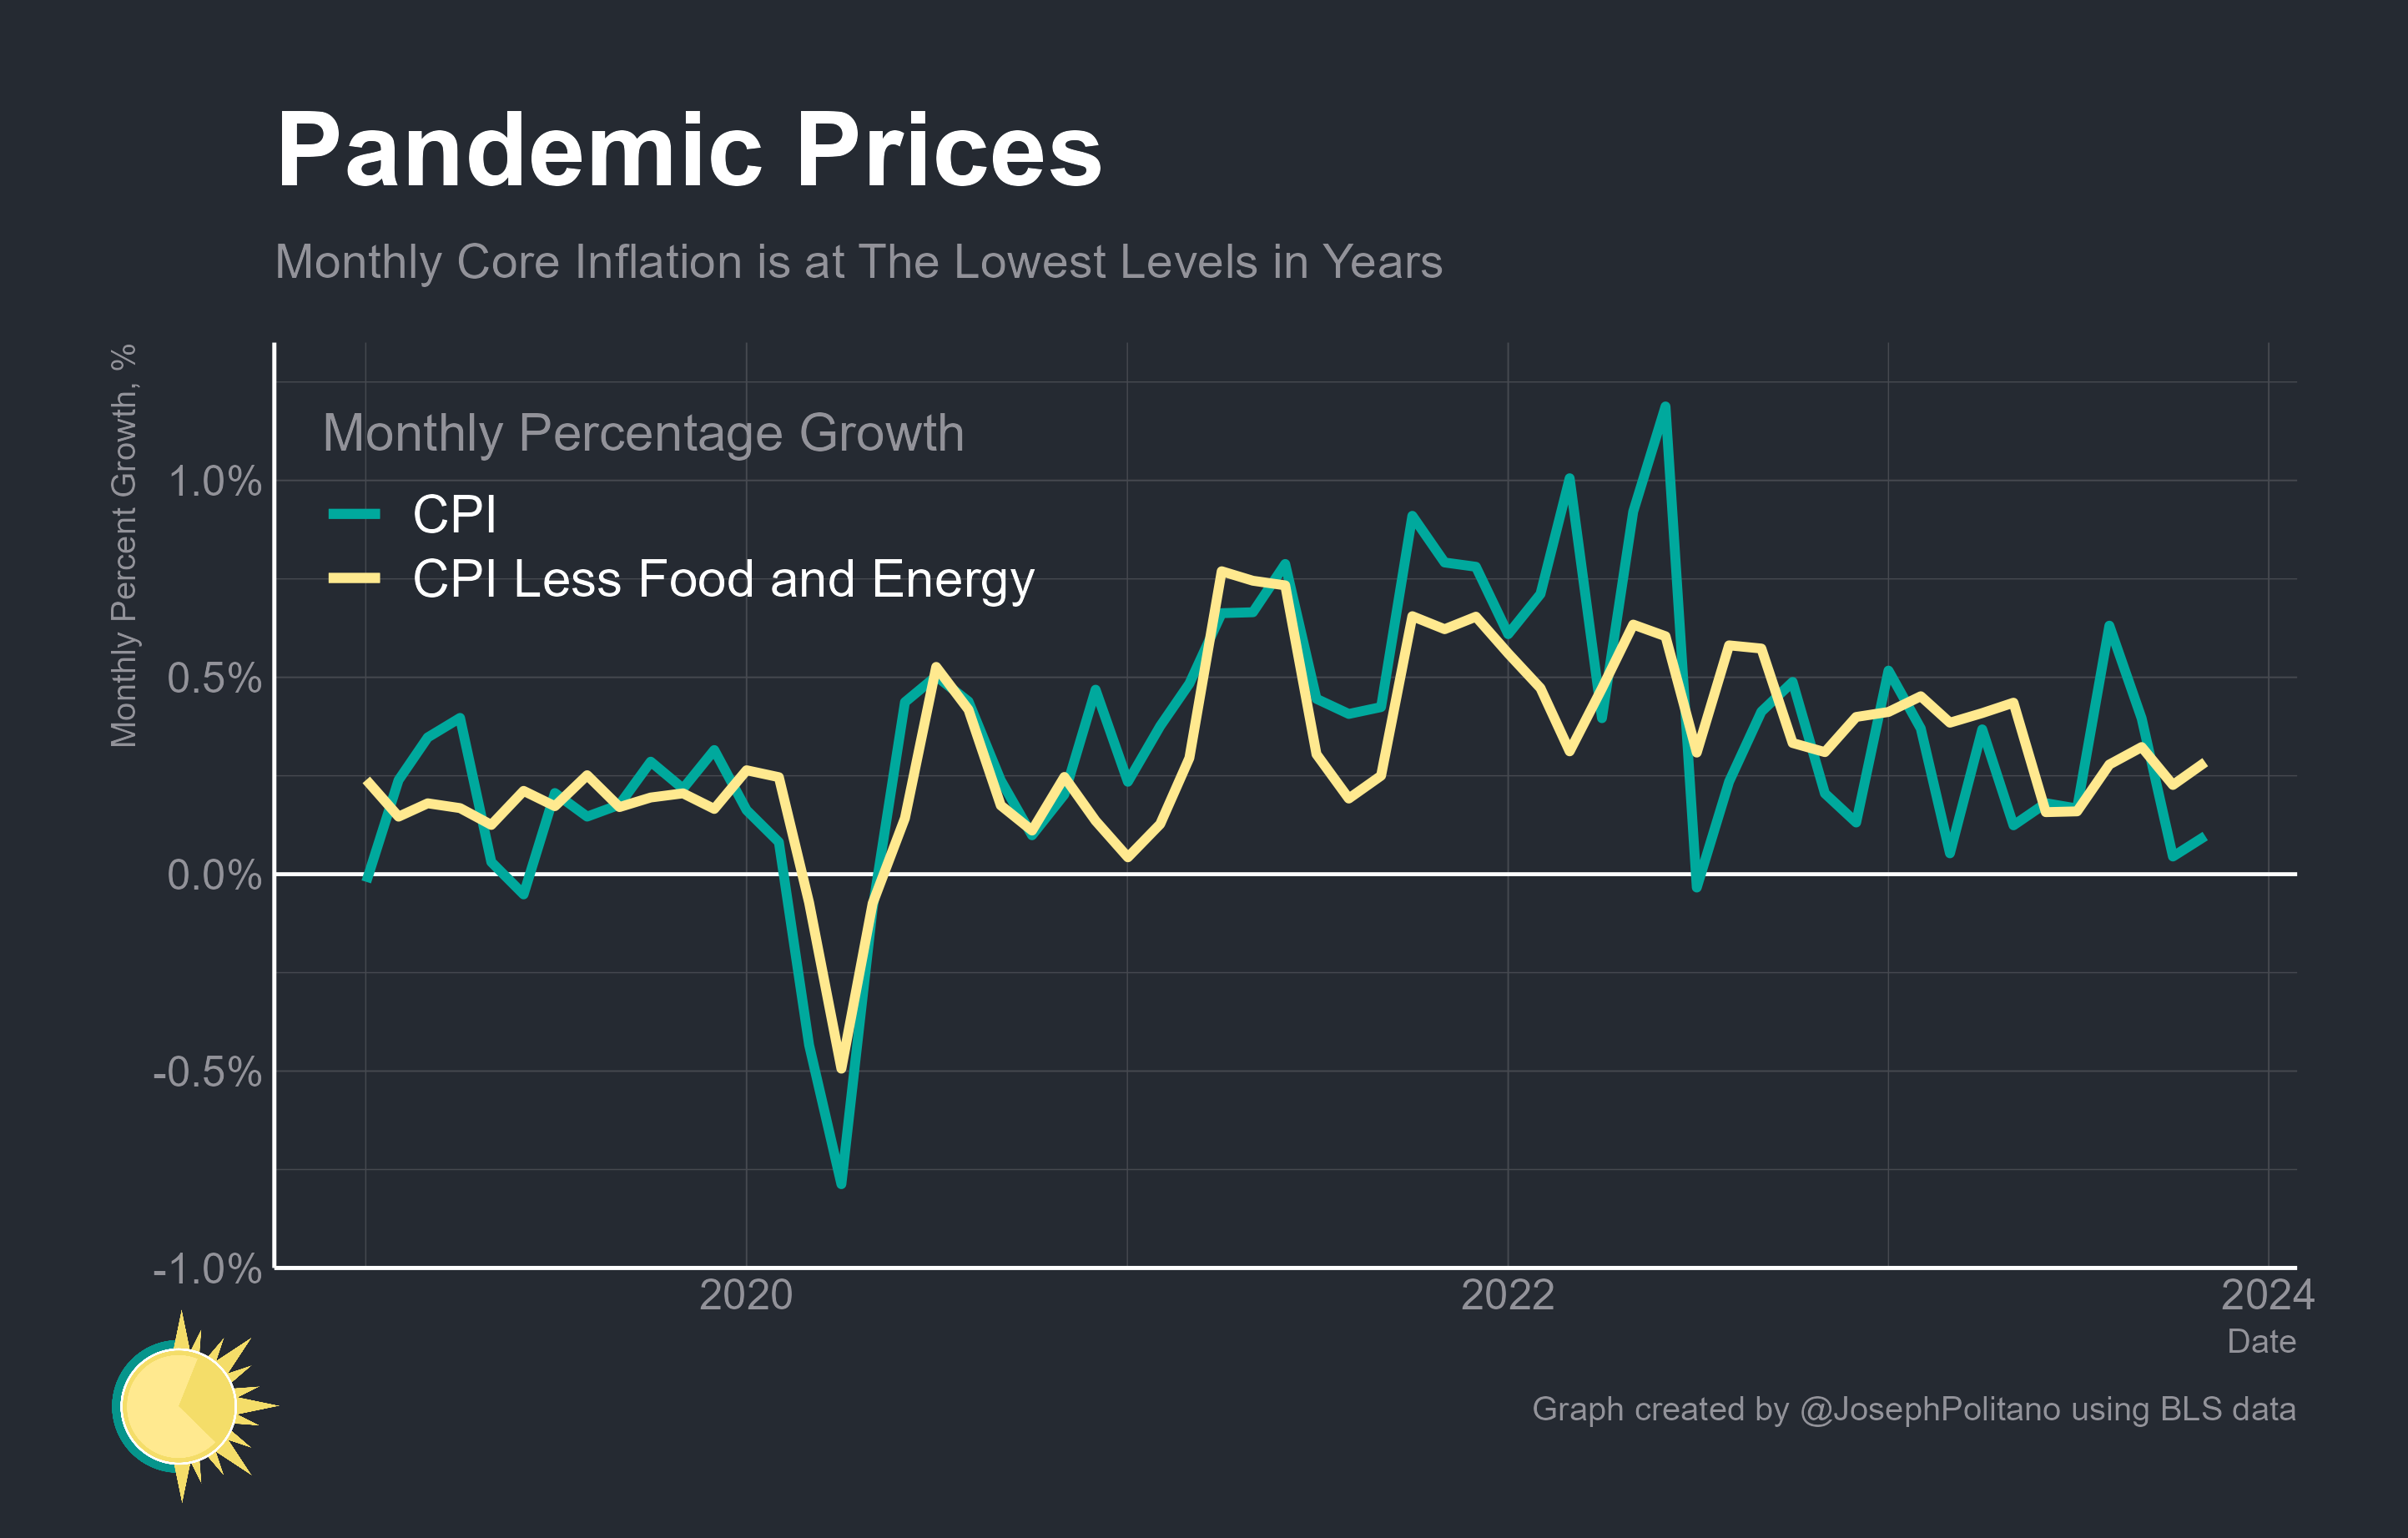 Pandemic Prices
Monthly Core Inflation is at The Lowest Levels in Years
Monthly Percent Growth, %
Monthly Percentage Growth
CPI
CPI Less Food and Energy
1.0%
0.5%
0.0%
-0.5%
-1.0%
2020
2022
2024
Date
Graph created by @JosephPolitano using BLS data